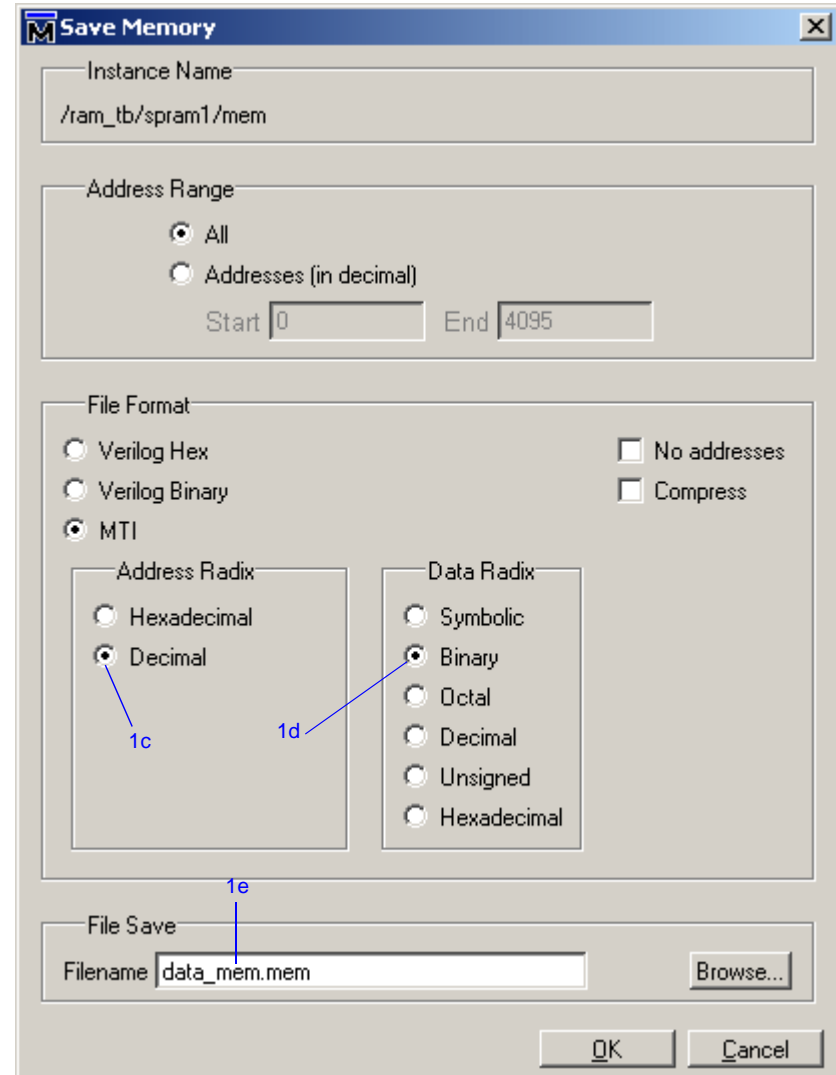 Save Memory
Instance Name
/ram_tb/spram1/mem
Address Range
All
Addresses (in decimal)
Start 0 End 4095
File Format
Verilog Hex No addresses
Verilog Binary Compress
MTI
Address Radix Data Radix
Hexadecimal Symbolic
Decimal Binary
Octal
1c 1d Decimal
Unsigned
Hexadecimal
1e
File Save
Filename data_mem.mem Browse...
OK Cancel